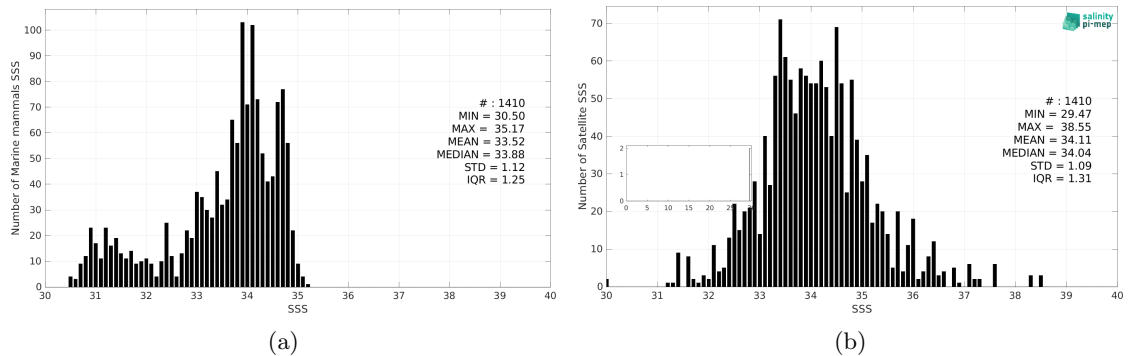 100
90
80
70
60
50
40
30
20
10
0
Number of Marine mammals SSS
# : 1410
MIN = 30.50
MAX = 35.17
MEAN = 33.52
MEDIAN = 33.88
STD = 1.12
IQR = 1.25
30 31 32 33 34 35 36 37 38 39 40
SSS
(a)
70
60
50
40
30
20
10
0
Number of Satellite SSS
salinity
pi-mep
# : 1410
MIN = 29.47
MAX = 38.55
MEAN = 34.11
MEDIAN = 34.04
STD = 1.09
IQR = 1.31
2
1
0
0 5 10 15 20 25
30 31 32 33 34 35 36 37 38 39 40
SSS
(b)